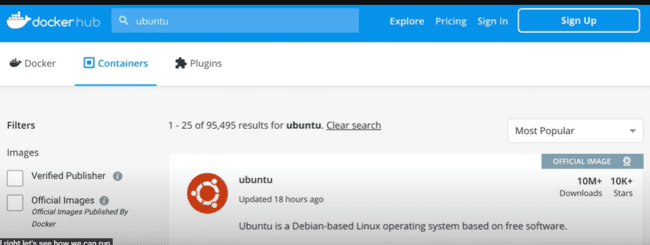 dockerhub
ubuntu
Explore Pricing Sign In Sign Up
Docker Containers Plugins
Filters
1 - 25 of 95,495 results for ubuntu. Clear search
Most Popular
Images
Verified Publisher
Official Images
Official Images Published By
Docker
OFFICIAL IMAGE
ubuntu
Updated 18 hours ago
10M+ 10K+
Downloads Stars
Ubuntu is a Debian-based Linux operating system based on free software.
right let's see how we can run